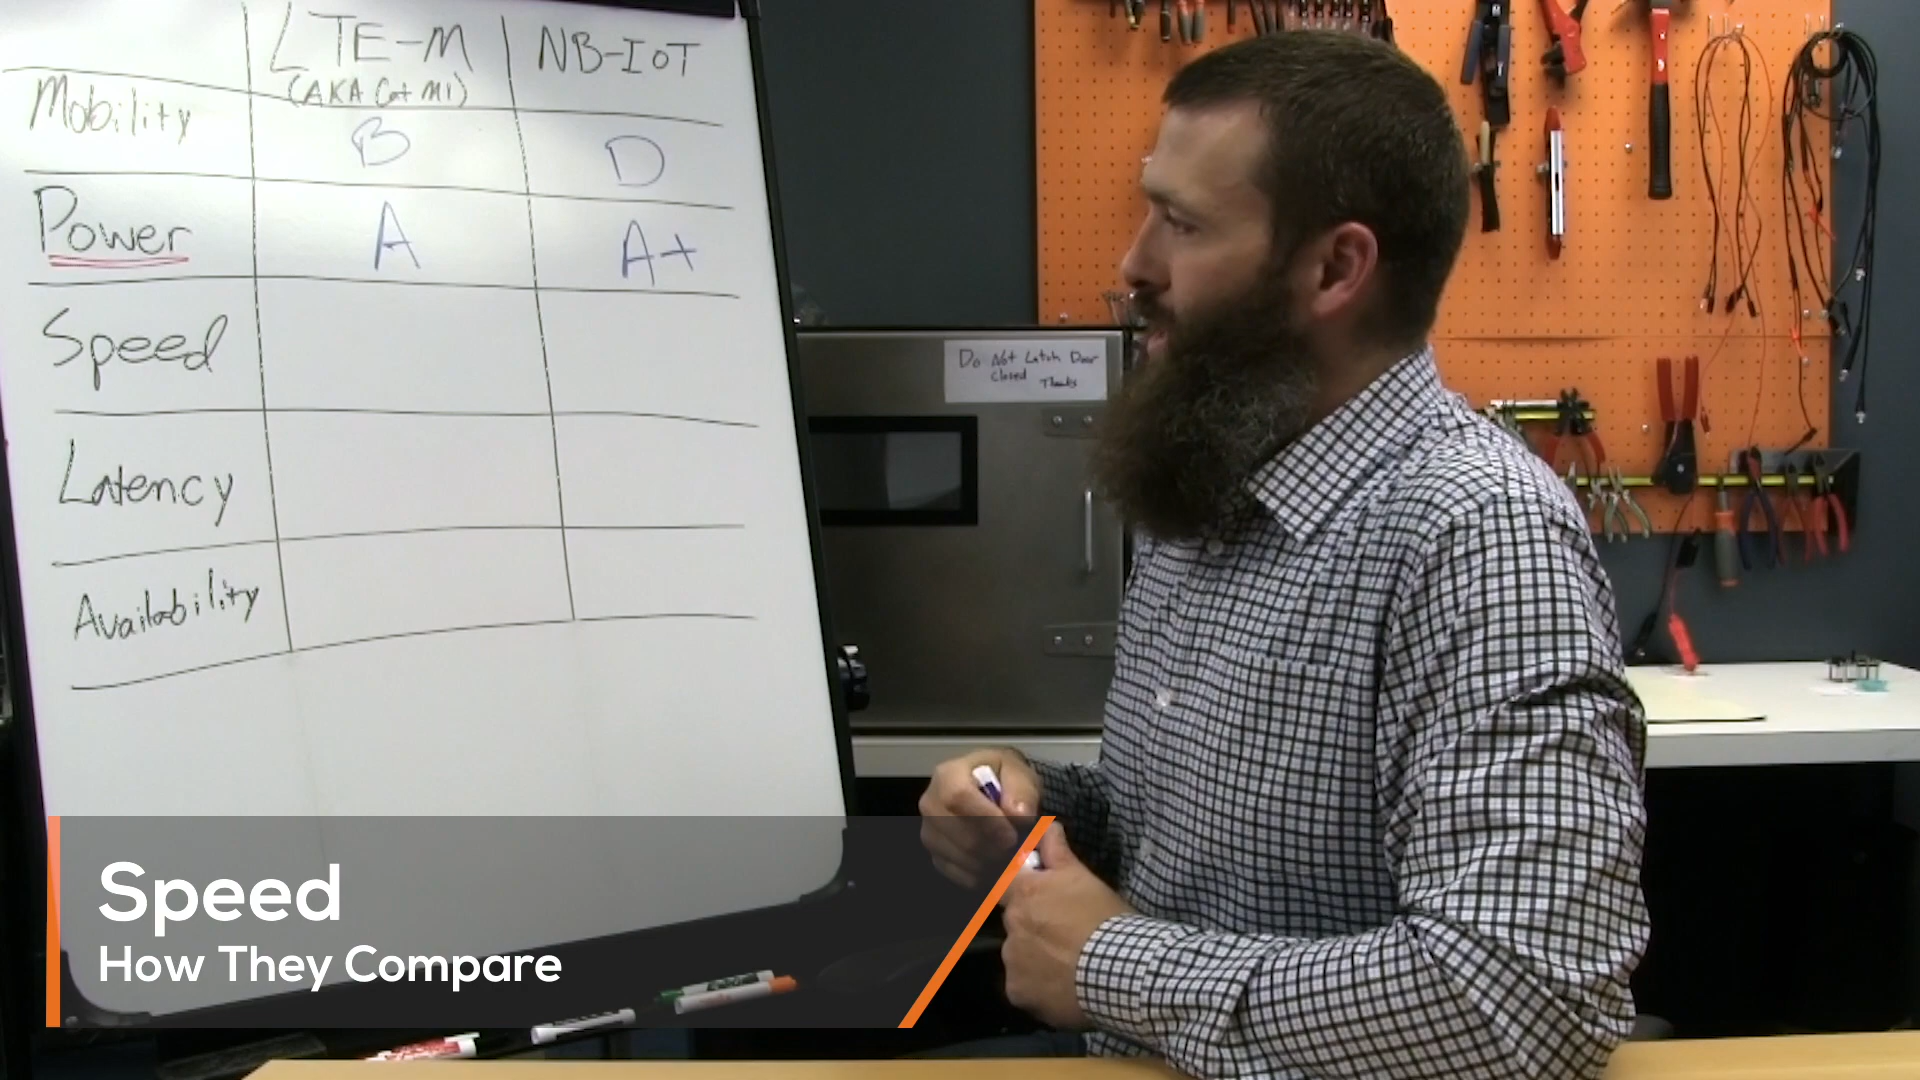 LTE-M NB-IoT
(AKA Cat M1)
Mobility B D
Power A A+
Speed
Latency
Availability
Do Not Latch Door
Closed Thanks
Speed
How They Compare